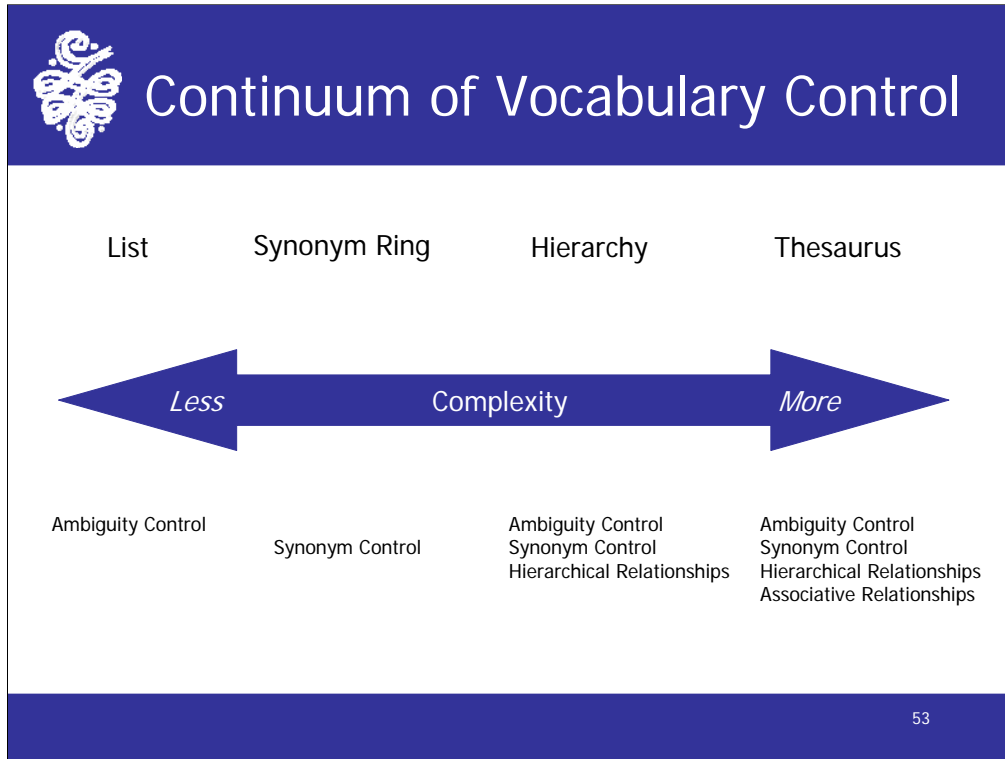 Continuum of Vocabulary Control
List
Synonym Ring
Hierarchy
Thesaurus
Less
Complexity
More
Ambiguity Control
Synonym Control
Ambiguity Control
Synonym Control
Hierarchical Relationships
Ambiguity Control
Synonym Control
Hierarchical Relationships
Associative Relationships
53